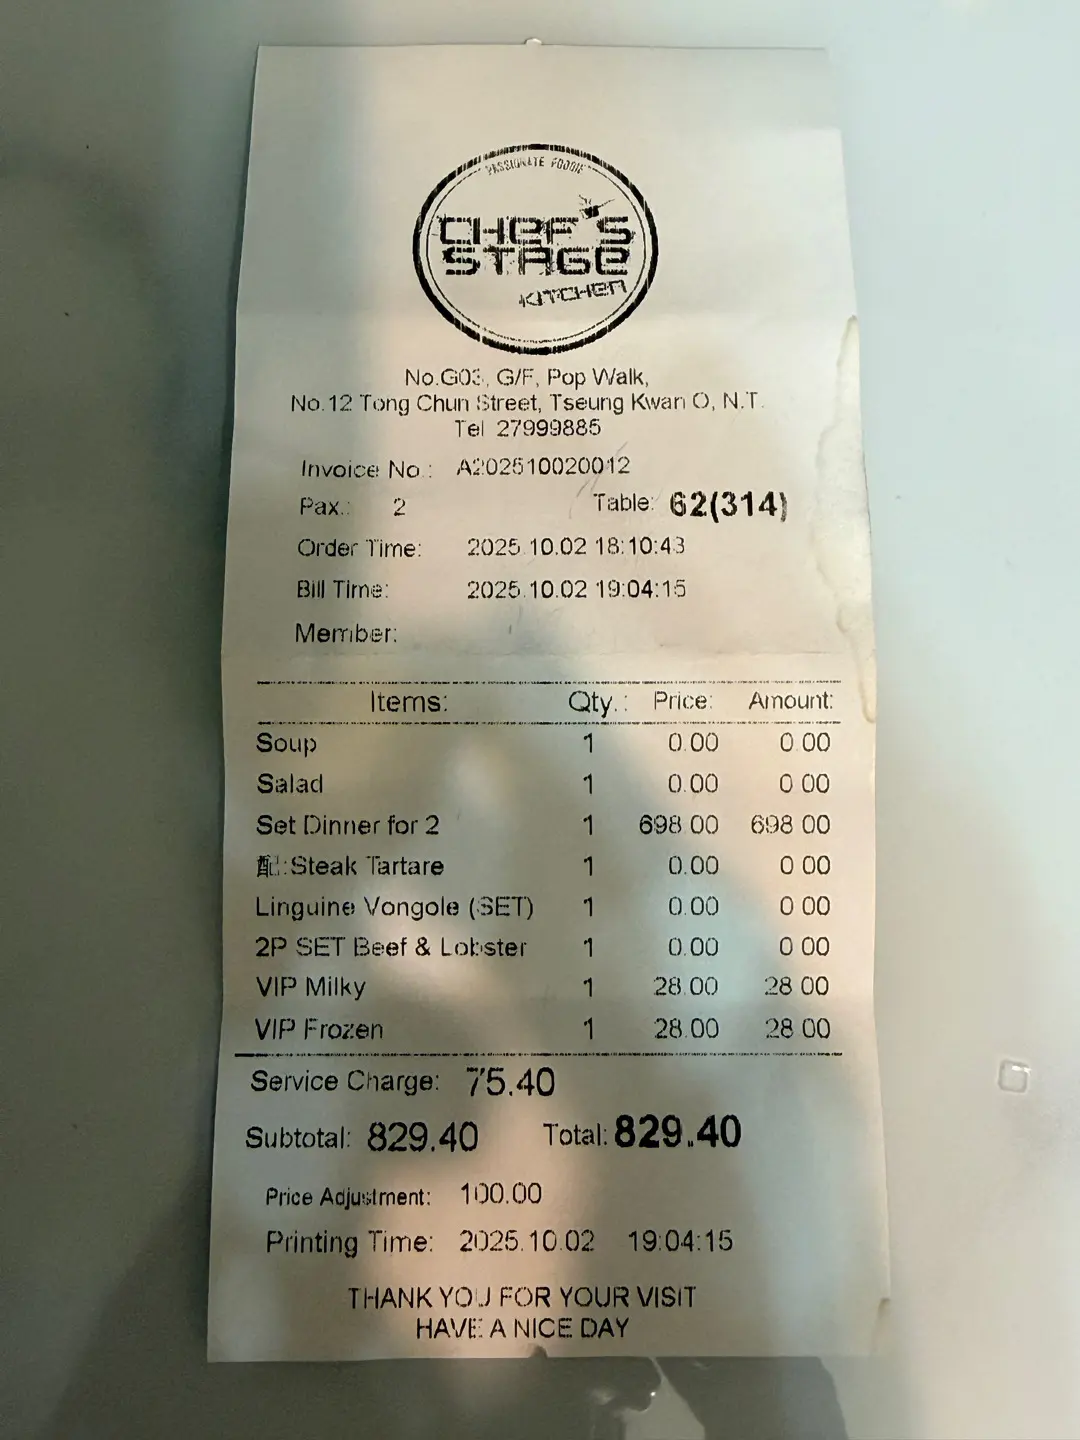 PASSIONATE FOODIE
CHEF'S
STAGE
KITCHEN
No.G03, G/F, Pop Walk,
No.12 Tong Chun Street, Tseung Kwan O, N.T.
Tel 27999885
Invoice No.: A202510020012
Pax.: 2 Table: 62(314)
Order Time: 2025.10.02 18:10:43
Bill Time: 2025.10.02 19:04:15
Member:
Items: Qty.: Price: Amount:
Soup 1 0.00 0.00
Salad 1 0.00 0.00
Set Dinner for 2 1 698.00 698.00
配:Steak Tartare 1 0.00 0.00
Linguine Vongole (SET) 1 0.00 0.00
2P SET Beef & Lobster 1 0.00 0.00
VIP Milky 1 28.00 28.00
VIP Frozen 1 28.00 28.00
Service Charge: 75.40
Subtotal: 829.40 Total: 829.40
Price Adjustment: 100.00
Printing Time: 2025.10.02 19:04:15
THANK YOU FOR YOUR VISIT
HAVE A NICE DAY